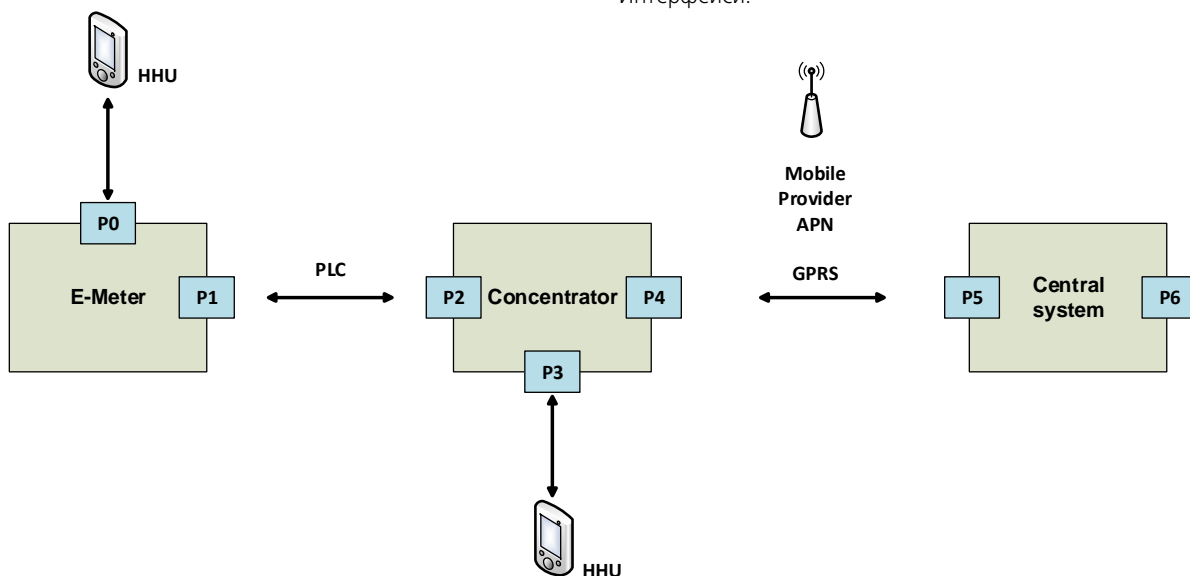 Интерфейси:
HHU
Mobile
Provider
APN
P0
E-Meter
P1
PLC
P2
Concentrator
P4
P3
GPRS
P5
Central
system
P6
HHU